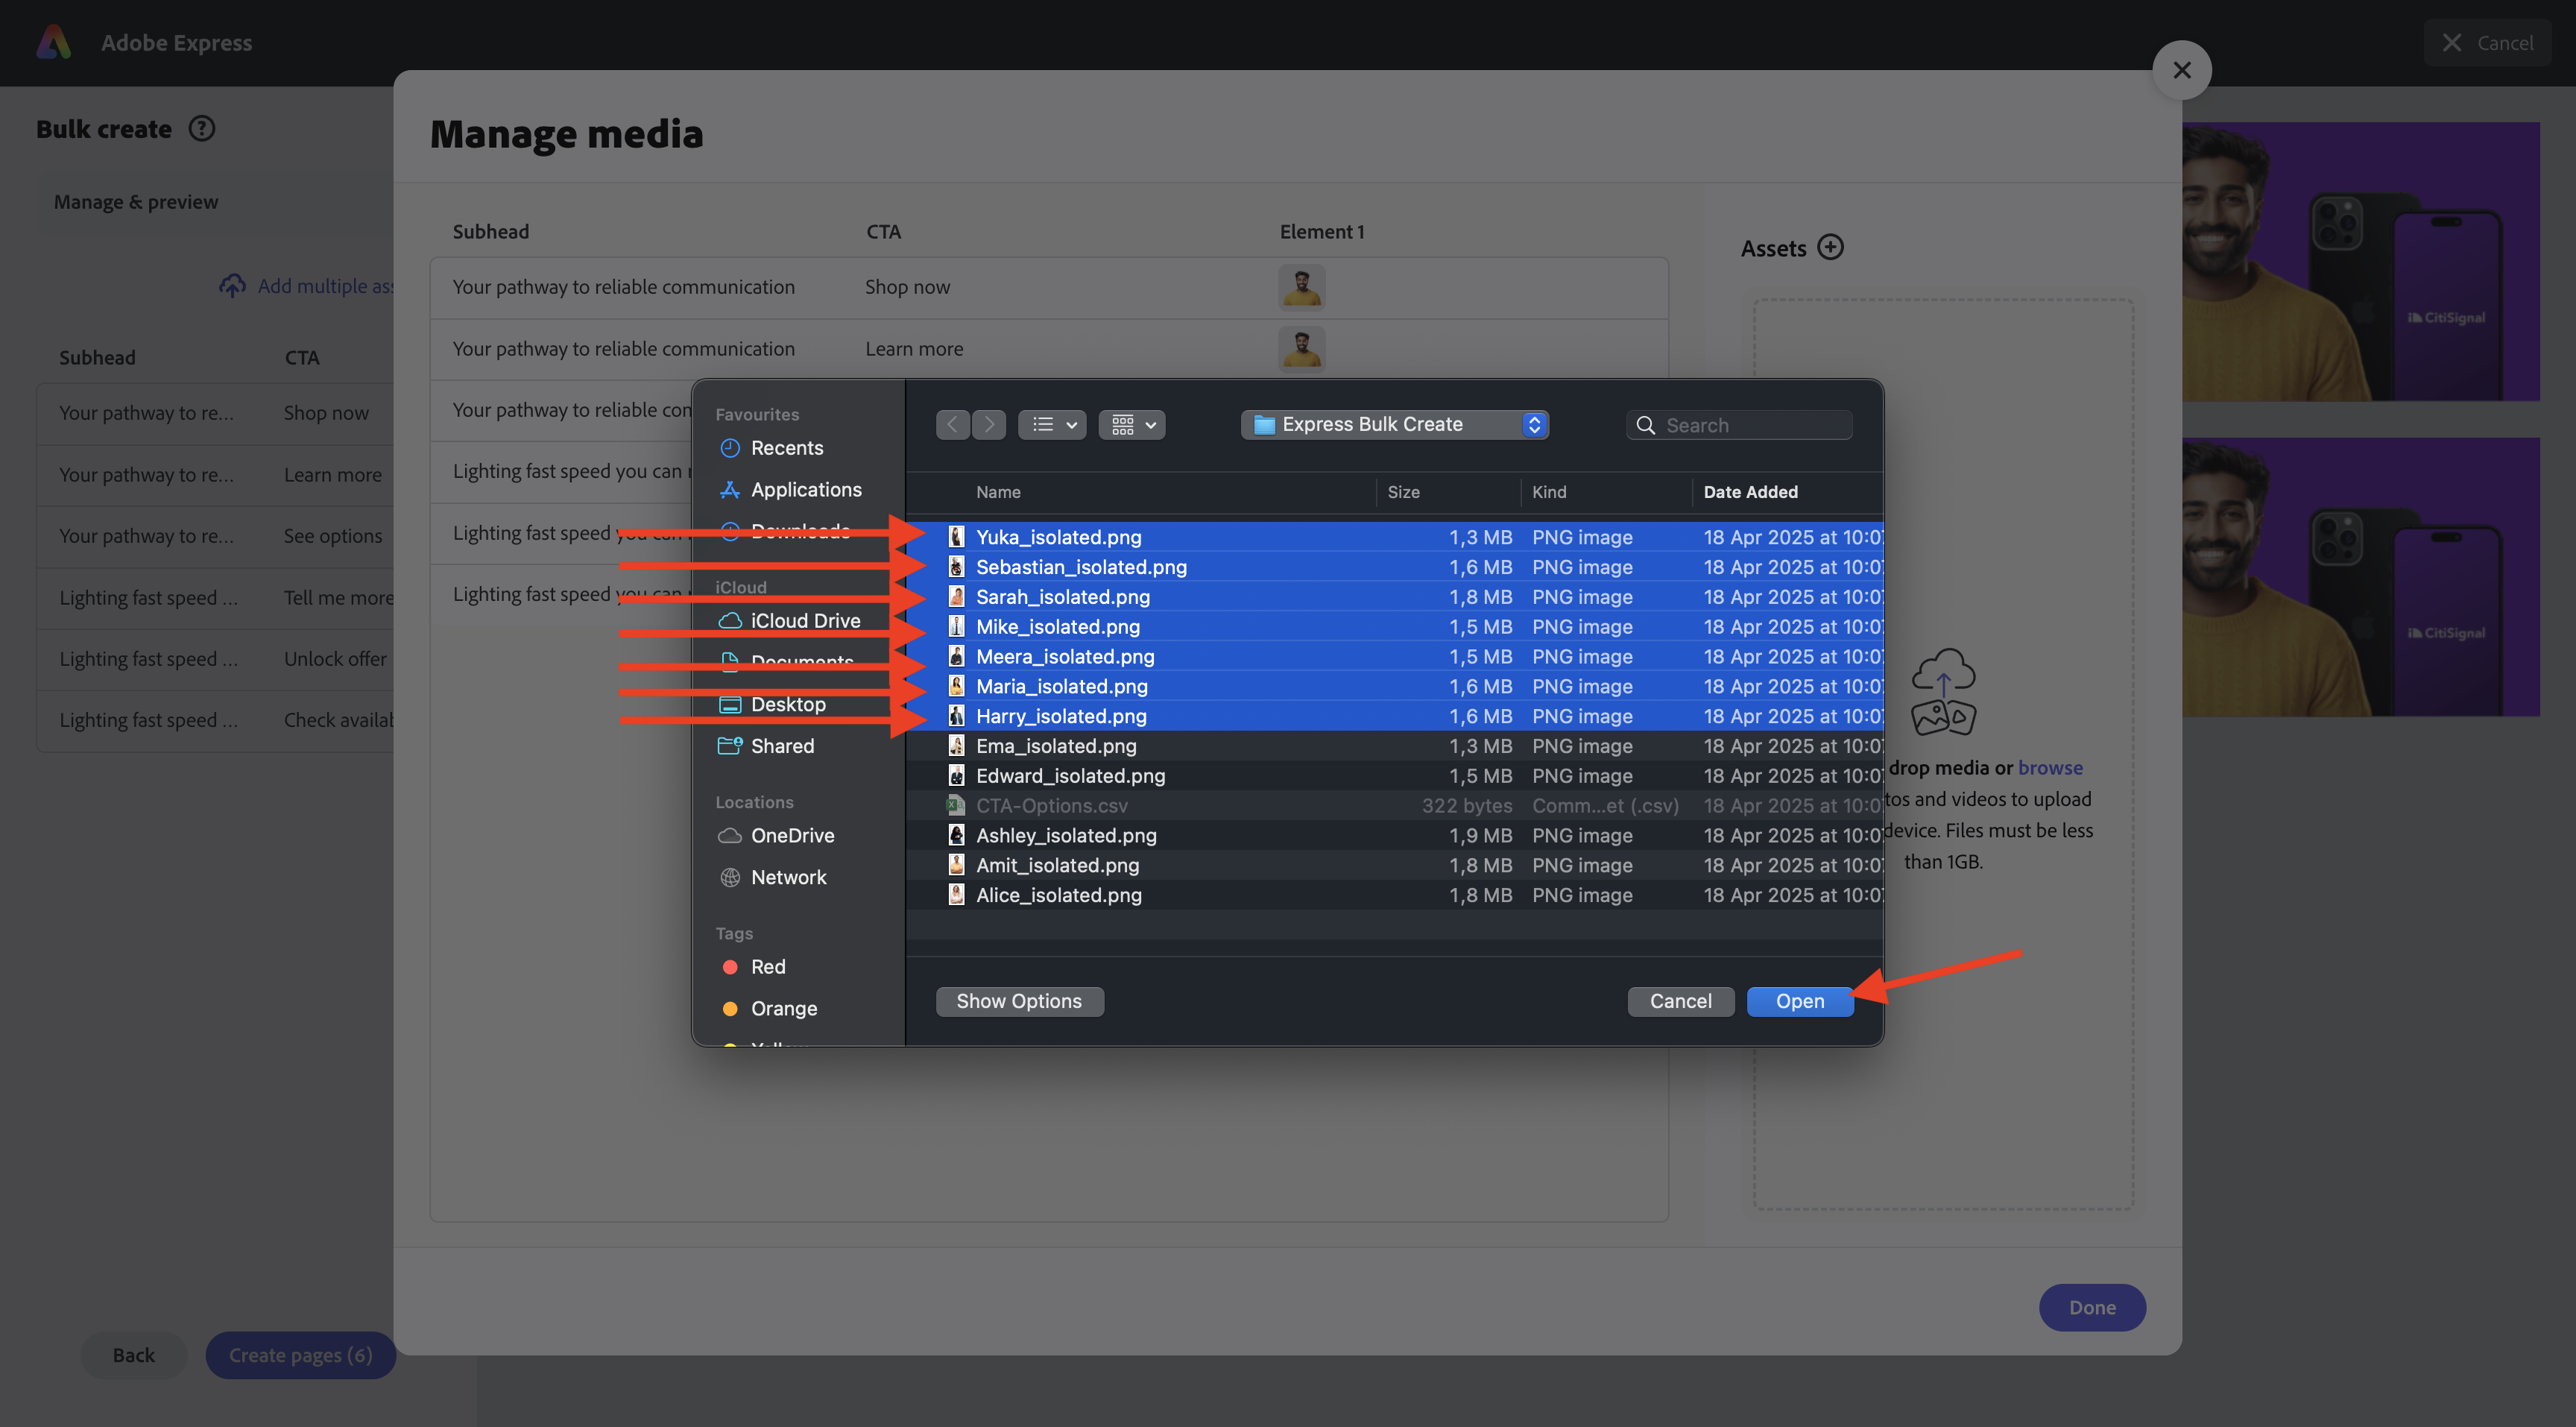 Adobe Express
Cancel
Bulk create
Manage & preview
Add multiple ass
Subhead CTA
Your pathway to re... Shop now
Your pathway to re... Learn more
Your pathway to re... See options
Lighting fast speed ... Tell me more
Lighting fast speed ... Unlock offer
Lighting fast speed ... Check availab
Back
Create pages (6)
Manage media
Subhead CTA Element 1
Your pathway to reliable communication Shop now
Your pathway to reliable communication Learn more
Your pathway to reliable con
Lighting fast speed you can r
Lighting fast speed you can r
Lighting fast speed you can r
Assets
drop media or browse
tos and videos to upload
device. Files must be less
than 1GB.
Done
Favourites
Recents
Applications
Downloads
iCloud
iCloud Drive
Documents
Desktop
Shared
Locations
OneDrive
Network
Tags
Red
Orange
Yellow
Express Bulk Create
Search
Name Size Kind Date Added
Yuka_isolated.png 1,3 MB PNG image 18 Apr 2025 at 10:07
Sebastian_isolated.png 1,6 MB PNG image 18 Apr 2025 at 10:07
Sarah_isolated.png 1,8 MB PNG image 18 Apr 2025 at 10:07
Mike_isolated.png 1,5 MB PNG image 18 Apr 2025 at 10:07
Meera_isolated.png 1,5 MB PNG image 18 Apr 2025 at 10:07
Maria_isolated.png 1,6 MB PNG image 18 Apr 2025 at 10:07
Harry_isolated.png 1,6 MB PNG image 18 Apr 2025 at 10:07
Ema_isolated.png 1,3 MB PNG image 18 Apr 2025 at 10:07
Edward_isolated.png 1,5 MB PNG image 18 Apr 2025 at 10:07
CTA-Options.csv 322 bytes Comm...et (.csv) 18 Apr 2025 at 10:07
Ashley_isolated.png 1,9 MB PNG image 18 Apr 2025 at 10:07
Amit_isolated.png 1,8 MB PNG image 18 Apr 2025 at 10:07
Alice_isolated.png 1,8 MB PNG image 18 Apr 2025 at 10:07
Show Options
Cancel
Open
CitiSignal
CitiSignal